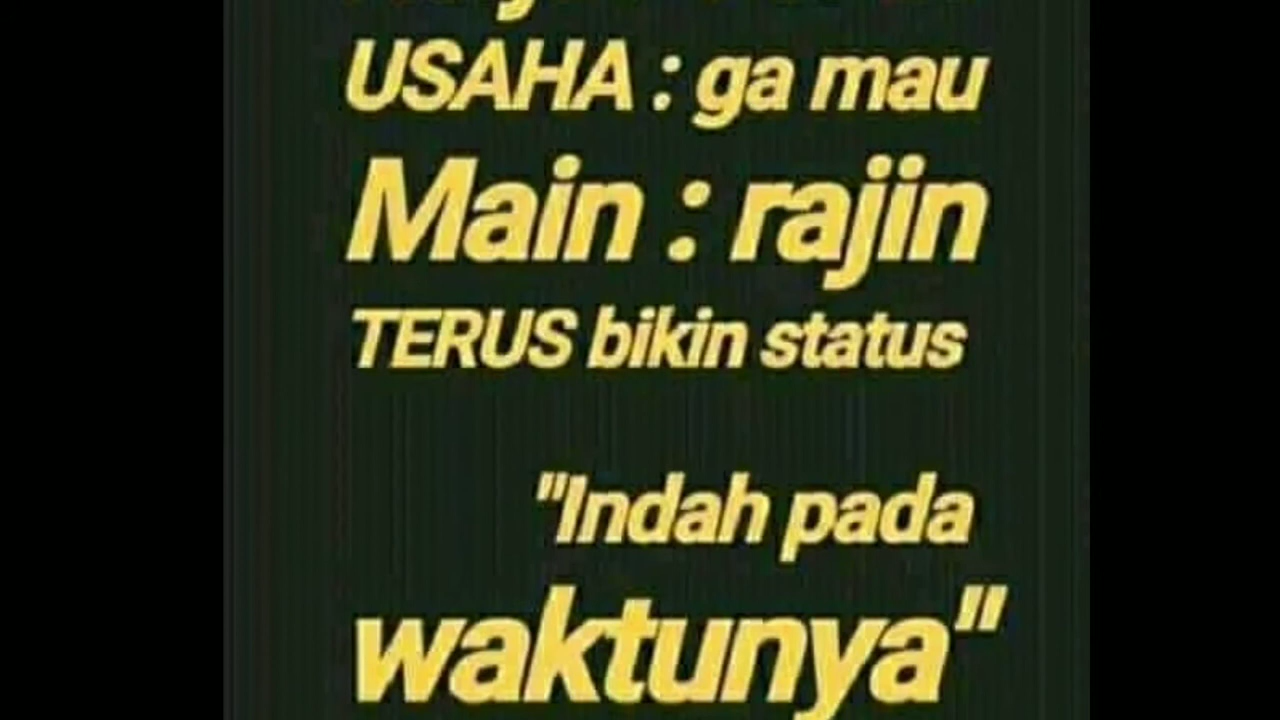 USAHA : ga mau
Main : rajin
TERUS bikin status
"Indah pada
waktunya"